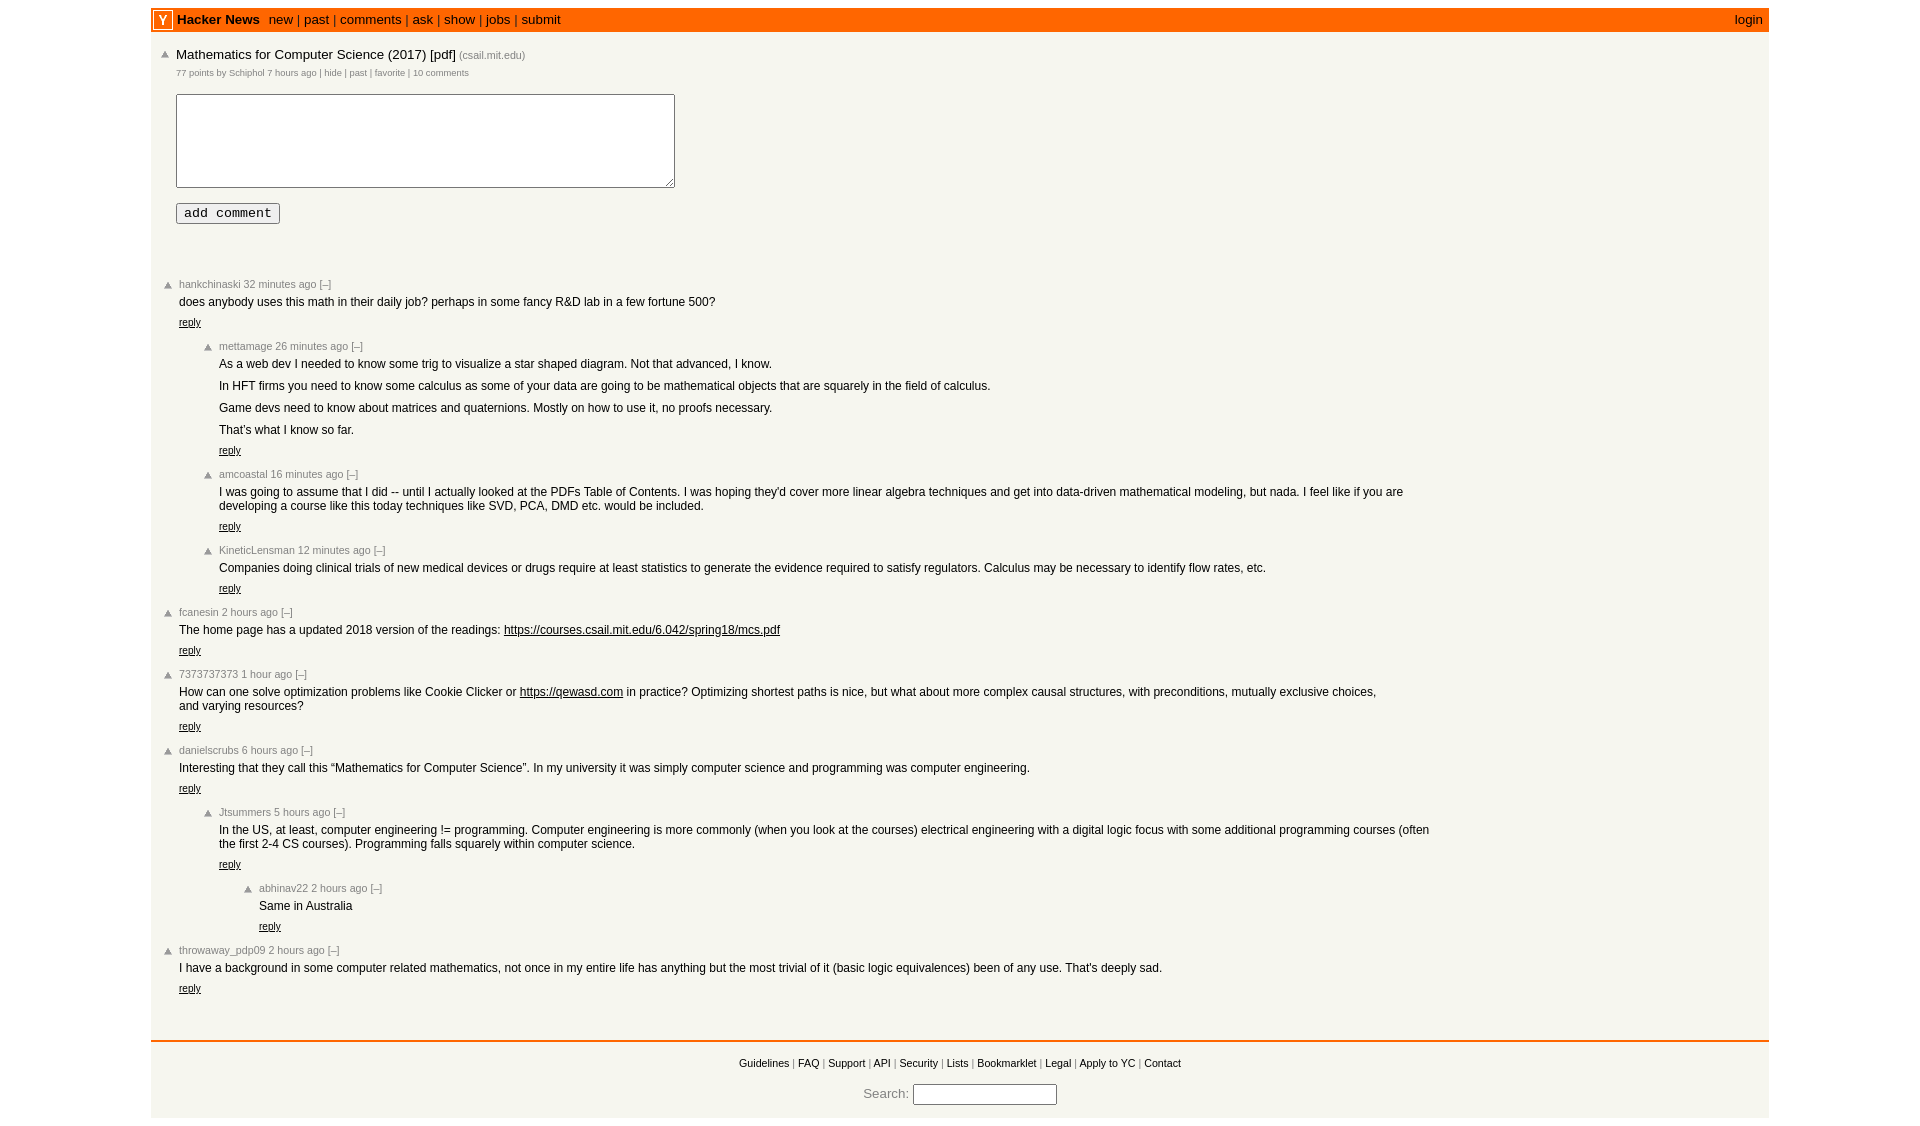 Y Hacker News new | past | comments | ask | show | jobs | submit login
Mathematics for Computer Science (2017) [pdf] (csail.mit.edu)
77 points by Schiphol 7 hours ago | hide | past | favorite | 10 comments
add comment
hankchinaski 32 minutes ago [–]
does anybody uses this math in their daily job? perhaps in some fancy R&D lab in a few fortune 500?
reply
mettamage 26 minutes ago [–]
As a web dev I needed to know some trig to visualize a star shaped diagram. Not that advanced, I know.
In HFT firms you need to know some calculus as some of your data are going to be mathematical objects that are squarely in the field of calculus.
Game devs need to know about matrices and quaternions. Mostly on how to use it, no proofs necessary.
That’s what I know so far.
reply
amcoastal 16 minutes ago [–]
I was going to assume that I did -- until I actually looked at the PDFs Table of Contents. I was hoping they'd cover more linear algebra techniques and get into data-driven mathematical modeling, but nada. I feel like if you are
developing a course like this today techniques like SVD, PCA, DMD etc. would be included.
reply
KineticLensman 12 minutes ago [–]
Companies doing clinical trials of new medical devices or drugs require at least statistics to generate the evidence required to satisfy regulators. Calculus may be necessary to identify flow rates, etc.
reply
fcanesin 2 hours ago [–]
The home page has a updated 2018 version of the readings: https://courses.csail.mit.edu/6.042/spring18/mcs.pdf
reply
7373737373 1 hour ago [–]
How can one solve optimization problems like Cookie Clicker or https://qewasd.com in practice? Optimizing shortest paths is nice, but what about more complex causal structures, with preconditions, mutually exclusive choices,
and varying resources?
reply
danielscrubs 6 hours ago [–]
Interesting that they call this “Mathematics for Computer Science”. In my university it was simply computer science and programming was computer engineering.
reply
Jtsummers 5 hours ago [–]
In the US, at least, computer engineering != programming. Computer engineering is more commonly (when you look at the courses) electrical engineering with a digital logic focus with some additional programming courses (often
the first 2-4 CS courses). Programming falls squarely within computer science.
reply
abhinav22 2 hours ago [–]
Same in Australia
reply
throwaway_pdp09 2 hours ago [–]
I have a background in some computer related mathematics, not once in my entire life has anything but the most trivial of it (basic logic equivalences) been of any use. That's deeply sad.
reply
Guidelines | FAQ | Support | API | Security | Lists | Bookmarklet | Legal | Apply to YC | Contact
Search: